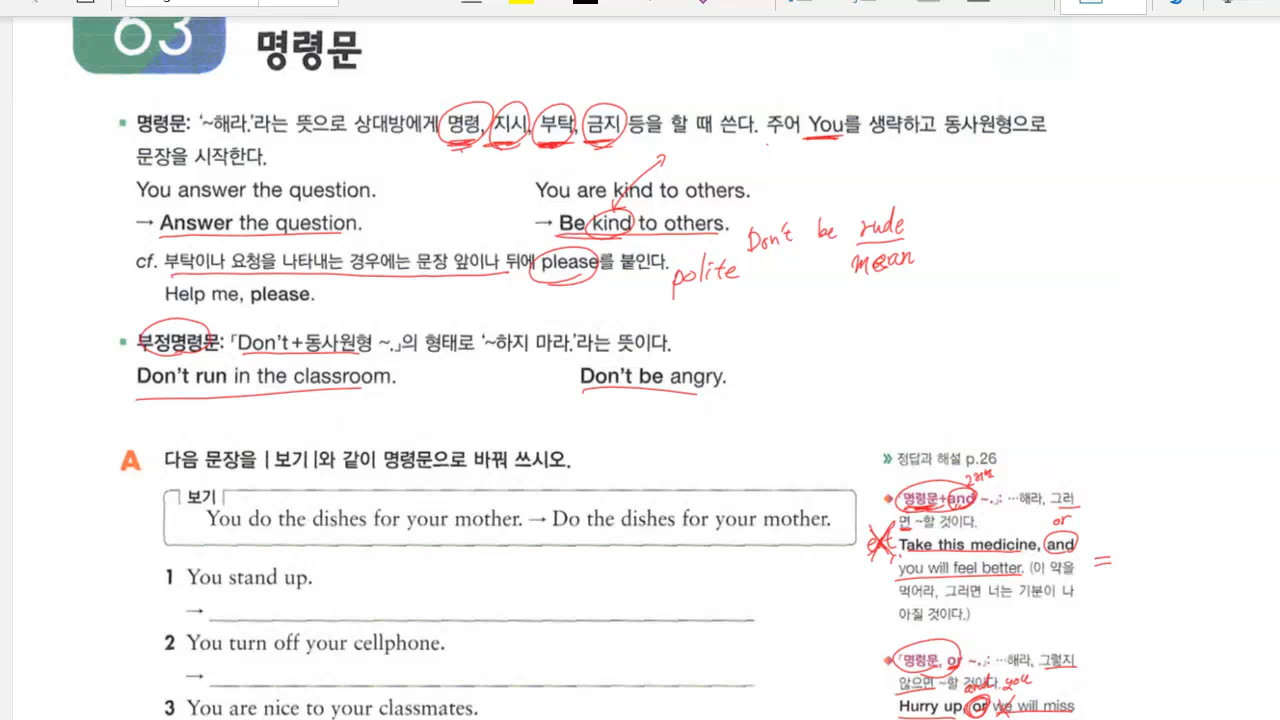 63 명령문
명령문: '~해라.'라는 뜻으로 상대방에게 명령, 지시, 부탁, 금지 등을 할 때 쓴다. 주어 You를 생략하고 동사원형으로
문장을 시작한다.
You answer the question. You are kind to others.
→ Answer the question. → Be kind to others.
Don't be rude
cf. 부탁이나 요청을 나타내는 경우에는 문장 앞이나 뒤에 please를 붙인다. polite mean
Help me, please.
부정명령문: 「Don't+동사원형 ~.」의 형태로 '~하지 마라.'라는 뜻이다.
Don't run in the classroom. Don't be angry.
A 다음 문장을 |보기|와 같이 명령문으로 바꿔 쓰시오.
보기
You do the dishes for your mother. → Do the dishes for your mother.
1 You stand up.
→
2 You turn off your cellphone.
→
3 You are nice to your classmates.
» 정답과 해설 p.26
명령문+and ~.」: …해라, 그러
면 ~할 것이다.
or
Take this medicine, and
you will feel better. (이 약을 =
먹어라, 그러면 너는 기분이 나
아질 것이다.)
「명령문, or ~.」: …해라, 그렇지
않으면 ~할 것이다.
and you
Hurry up, or we will miss